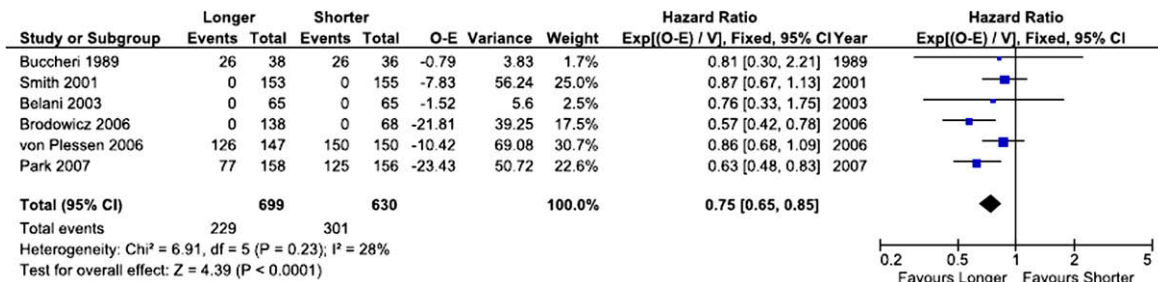 Longer Shorter Hazard Ratio Hazard Ratio
Study or Subgroup Events Total Events Total O-E Variance Weight Exp[(O-E) / V], Fixed, 95% CI Year Exp[(O-E) / V], Fixed, 95% CI
Buccheri 1989 26 38 26 36 -0.79 3.83 1.7% 0.81 [0.30, 2.21] 1989
Smith 2001 0 153 0 155 -7.83 56.24 25.0% 0.87 [0.67, 1.13] 2001
Belani 2003 0 65 0 65 -1.52 5.6 2.5% 0.76 [0.33, 1.75] 2003
Brodowicz 2006 0 138 0 68 -21.81 39.25 17.5% 0.57 [0.42, 0.78] 2006
von Plessen 2006 126 147 150 150 -10.42 69.08 30.7% 0.86 [0.68, 1.09] 2006
Park 2007 77 158 125 156 -23.43 50.72 22.6% 0.63 [0.48, 0.83] 2007
Total (95% CI) 699 630 100.0% 0.75 [0.65, 0.85]
Total events 229 301
Heterogeneity: Chi² = 6.91, df = 5 (P = 0.23); I² = 28%
Test for overall effect: Z = 4.39 (P < 0.0001)
0.2 0.5 1 2 5
Favours Longer Favours Shorter